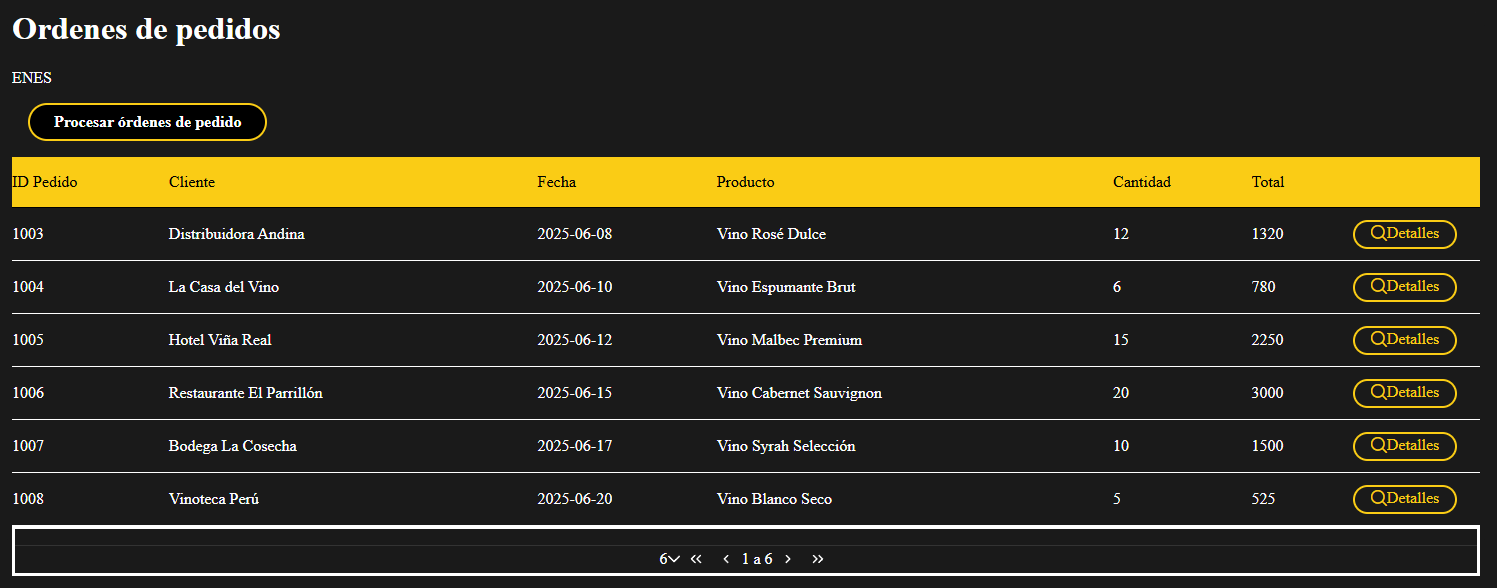 Ordenes de pedidos
ENES
Procesar órdenes de pedido
ID Pedido Cliente Fecha Producto Cantidad Total
1003 Distribuidora Andina 2025-06-08 Vino Rosé Dulce 12 1320 Detalles
1004 La Casa del Vino 2025-06-10 Vino Espumante Brut 6 780 Detalles
1005 Hotel Viña Real 2025-06-12 Vino Malbec Premium 15 2250 Detalles
1006 Restaurante El Parrillón 2025-06-15 Vino Cabernet Sauvignon 20 3000 Detalles
1007 Bodega La Cosecha 2025-06-17 Vino Syrah Selección 10 1500 Detalles
1008 Vinoteca Perú 2025-06-20 Vino Blanco Seco 5 525 Detalles
6 « ‹ 1 a 6 › »